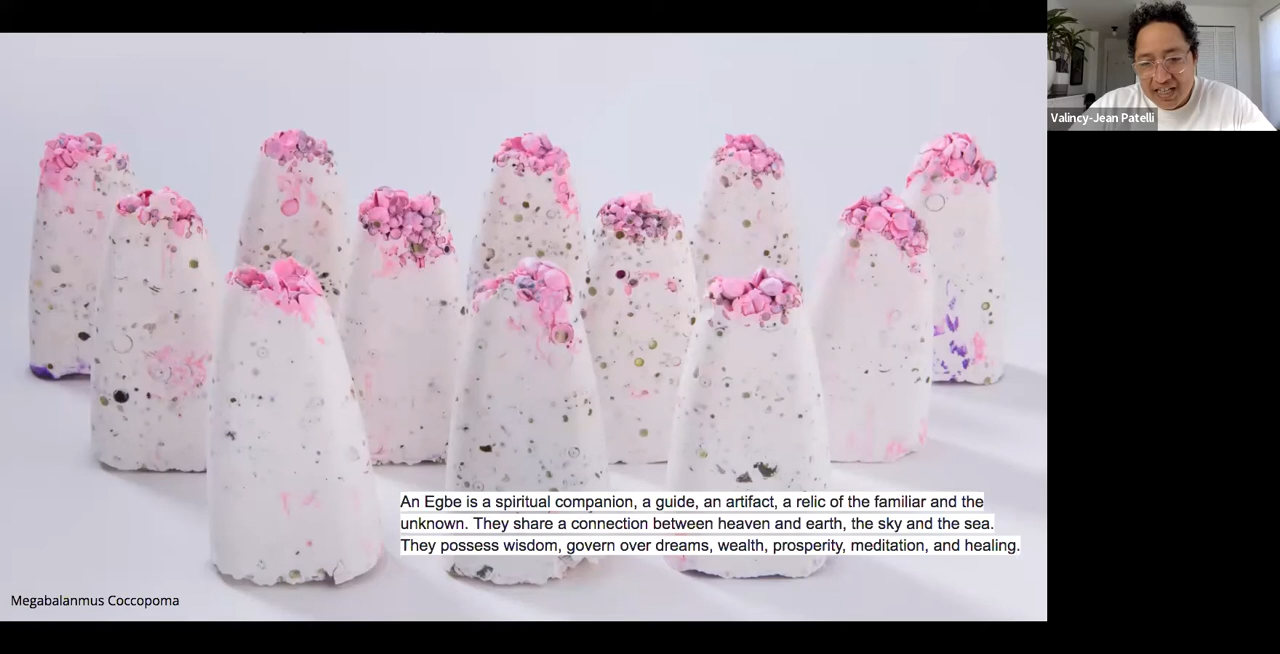 Valincy-Jean Patelli
An Egbe is a spiritual companion, a guide, an artifact, a relic of the familiar and the
unknown. They share a connection between heaven and earth, the sky and the sea.
They possess wisdom, govern over dreams, wealth, prosperity, meditation, and healing.
Megabalanmus Coccopoma